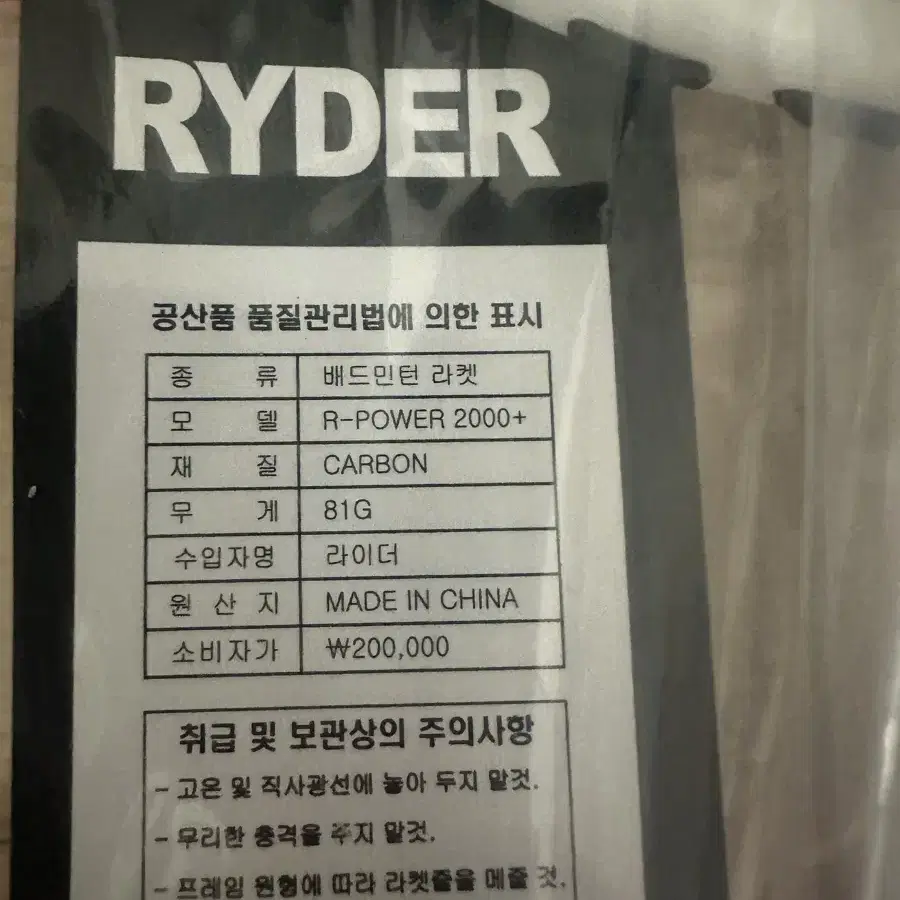 RYDER
공산품 품질관리법에 의한 표시
종 류 배드민턴 라켓
모 델 R-POWER 2000+
재 질 CARBON
무 게 81G
수입자명 라이더
원 산 지 MADE IN CHINA
소비자가 ₩200,000
취급 및 보관상의 주의사항
- 고온 및 직사광선에 놓아 두지 말것.
- 무리한 충격을 주지 말것.
- 프레임 원형에 따라 라켓줄을 메줄 것.